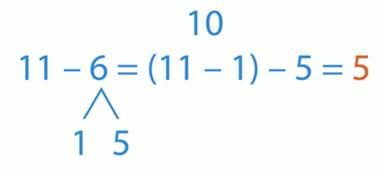 10
11 – 6 = (11 – 1) – 5 = 5
1 5